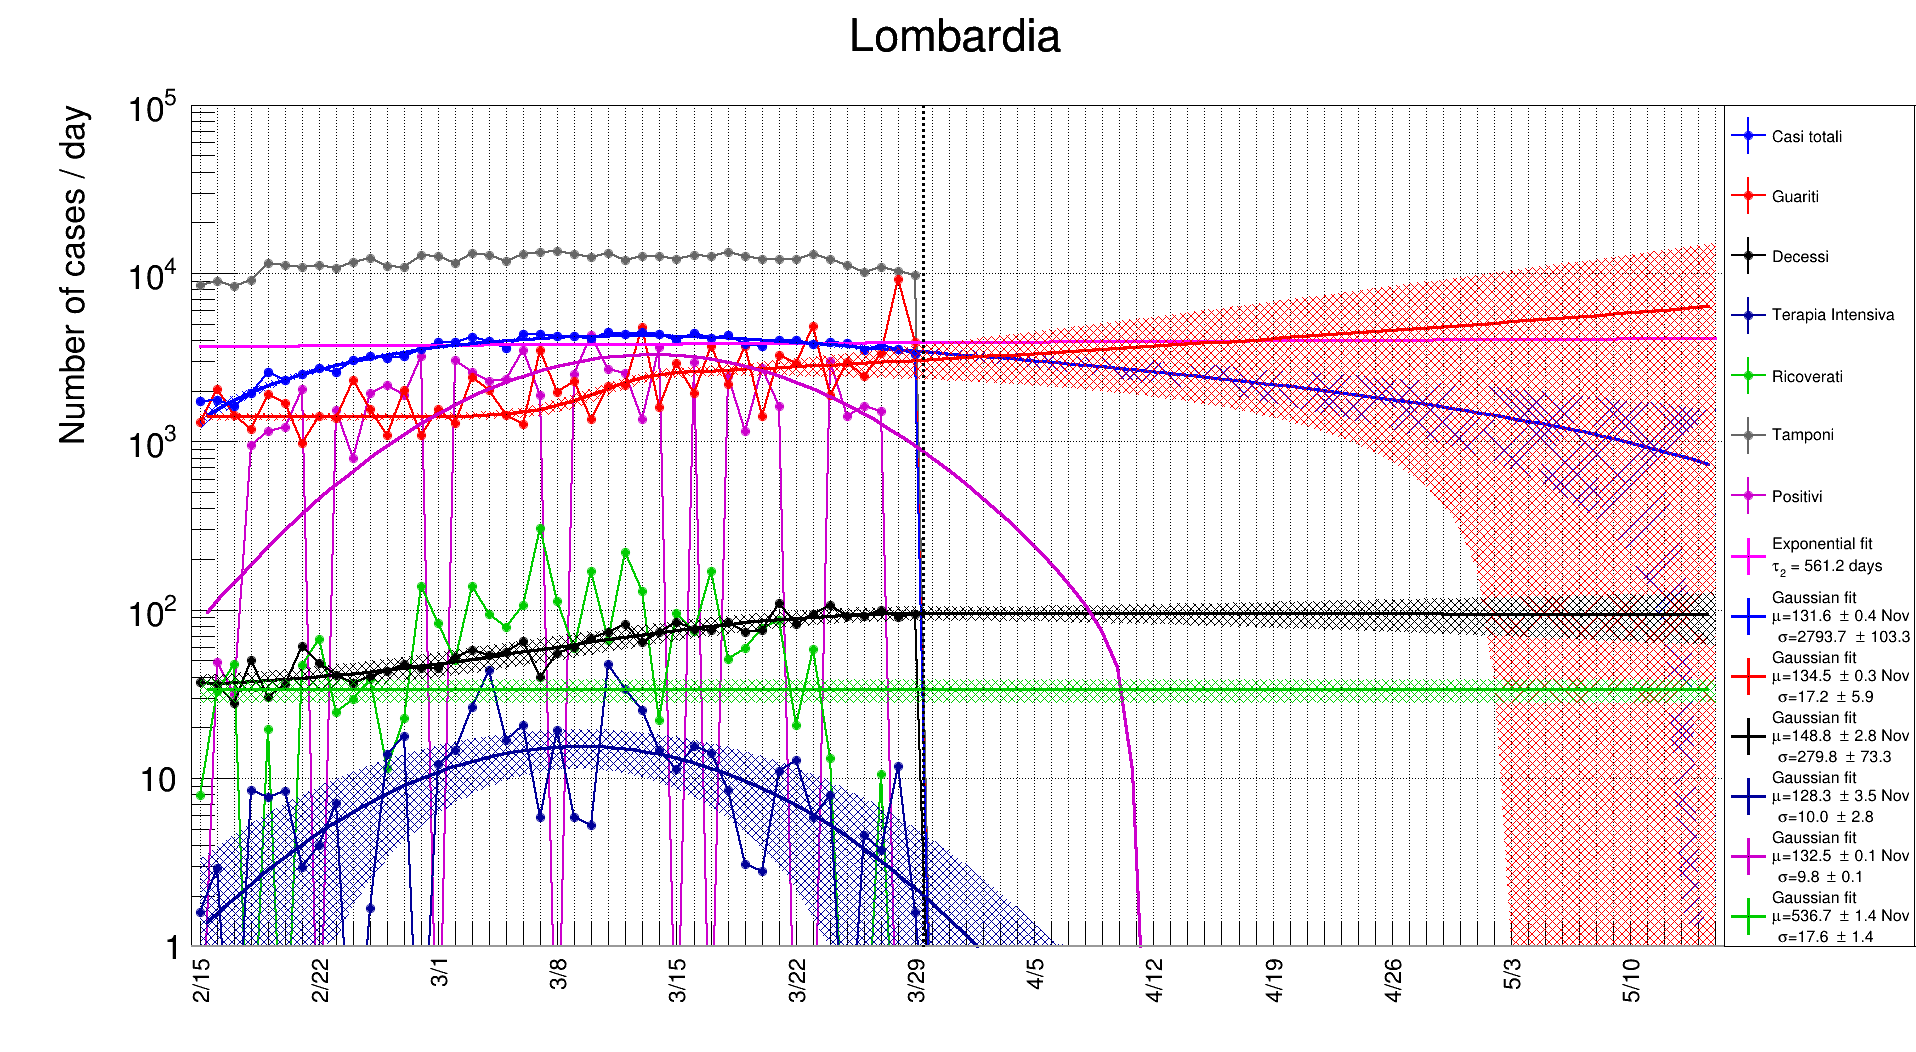 Lombardia
Number of cases / day
10^5
10^4
10^3
10^2
10
1
2/15
2/22
3/1
3/8
3/15
3/22
3/29
4/5
4/12
4/19
4/26
5/3
5/10
Casi totali
Guariti
Decessi
Terapia Intensiva
Ricoverati
Tamponi
Positivi
Exponential fit
τ₂ = 561.2 days
Gaussian fit
μ=131.6 ± 0.4 Nov
σ=2793.7 ± 103.3
Gaussian fit
μ=134.5 ± 0.3 Nov
σ=17.2 ± 5.9
Gaussian fit
μ=148.8 ± 2.8 Nov
σ=279.8 ± 73.3
Gaussian fit
μ=128.3 ± 3.5 Nov
σ=10.0 ± 2.8
Gaussian fit
μ=132.5 ± 0.1 Nov
σ=9.8 ± 0.1
Gaussian fit
μ=536.7 ± 1.4 Nov
σ=17.6 ± 1.4